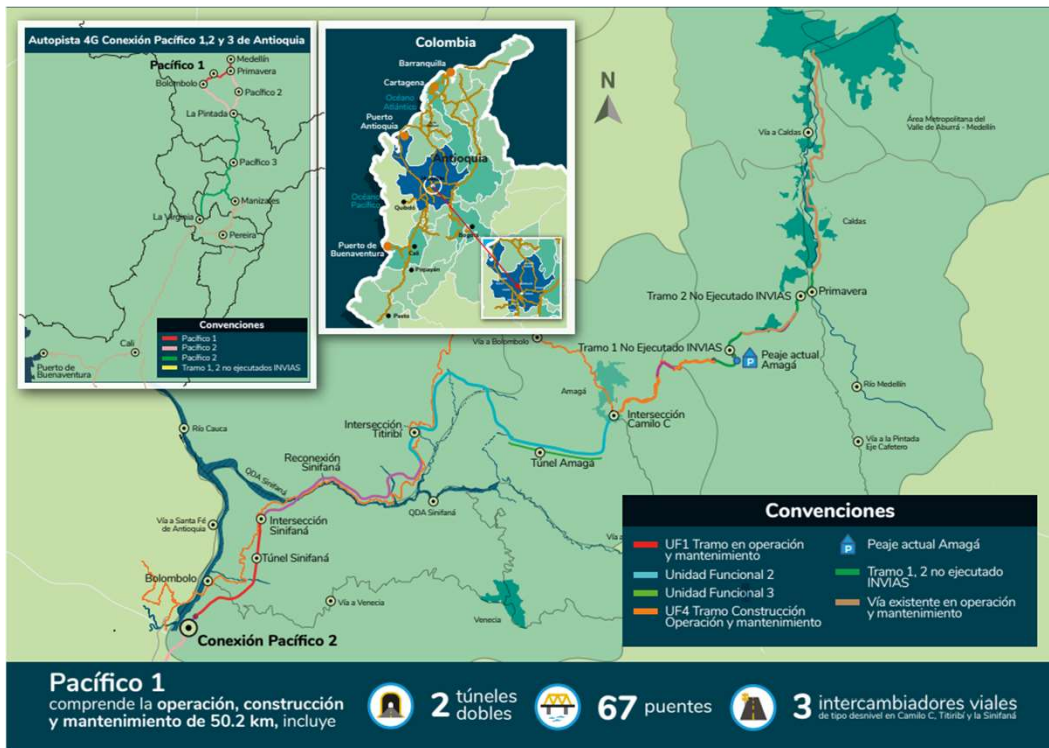 Autopista 4G Conexión Pacífico 1,2 y 3 de Antioquia
Medellín
Pacífico 1
Primavera
Bolombolo
Pacífico 2
La Pintada
Pacífico 3
Manizales
La Virginia
Pereira
Cali
Puerto de
Buenaventura
Convenciones
Pacífico 1
Pacífico 2
Pacífico 2
Tramo 1, 2 no ejecutados INVIAS
Colombia
Barranquilla
Cartagena
Océano
Atlántico
Puerto
Antioquia
Antioquia
Océano
Pacífico
Quibdó
Bogotá
Puerto de
Buenaventura
Cali
Popayán
Pasto
N
Área Metropolitana del
Valle de Aburrá - Medellín
Vía a Caldas
Caldas
Tramo 2 No Ejecutado INVIAS
Primavera
Vía a Bolombolo
Tramo 1 No Ejecutado INVIAS
Peaje actual
Amagá
Río Medellín
Amagá
Intersección
Camilo C
Intersección
Titiribí
Túnel Amagá
Vía a la Pintada
Eje Cafetero
Río Cauca
Reconexión Sinifaná
QDA Sinifaná
QDA Sinifaná
Vía a Santa Fé
de Antioquia
Intersección
Sinifaná
Túnel Sinifaná
Bolombolo
Vía a Venecia
Venecia
Conexión Pacífico 2
Convenciones
UF1 Tramo en operación
y mantenimiento
Unidad Funcional 2
Unidad Funcional 3
UF4 Tramo Construcción
Operación y mantenimiento
Peaje actual Amagá
Tramo 1, 2 no ejecutado
INVIAS
Vía existente en operación
y mantenimiento
Pacífico 1
comprende la operación, construcción
y mantenimiento de 50.2 km, incluye
2 túneles
dobles
67 puentes
3 intercambiadores viales
de tipo desnivel en Camilo C, Titiribí y la Sinifaná